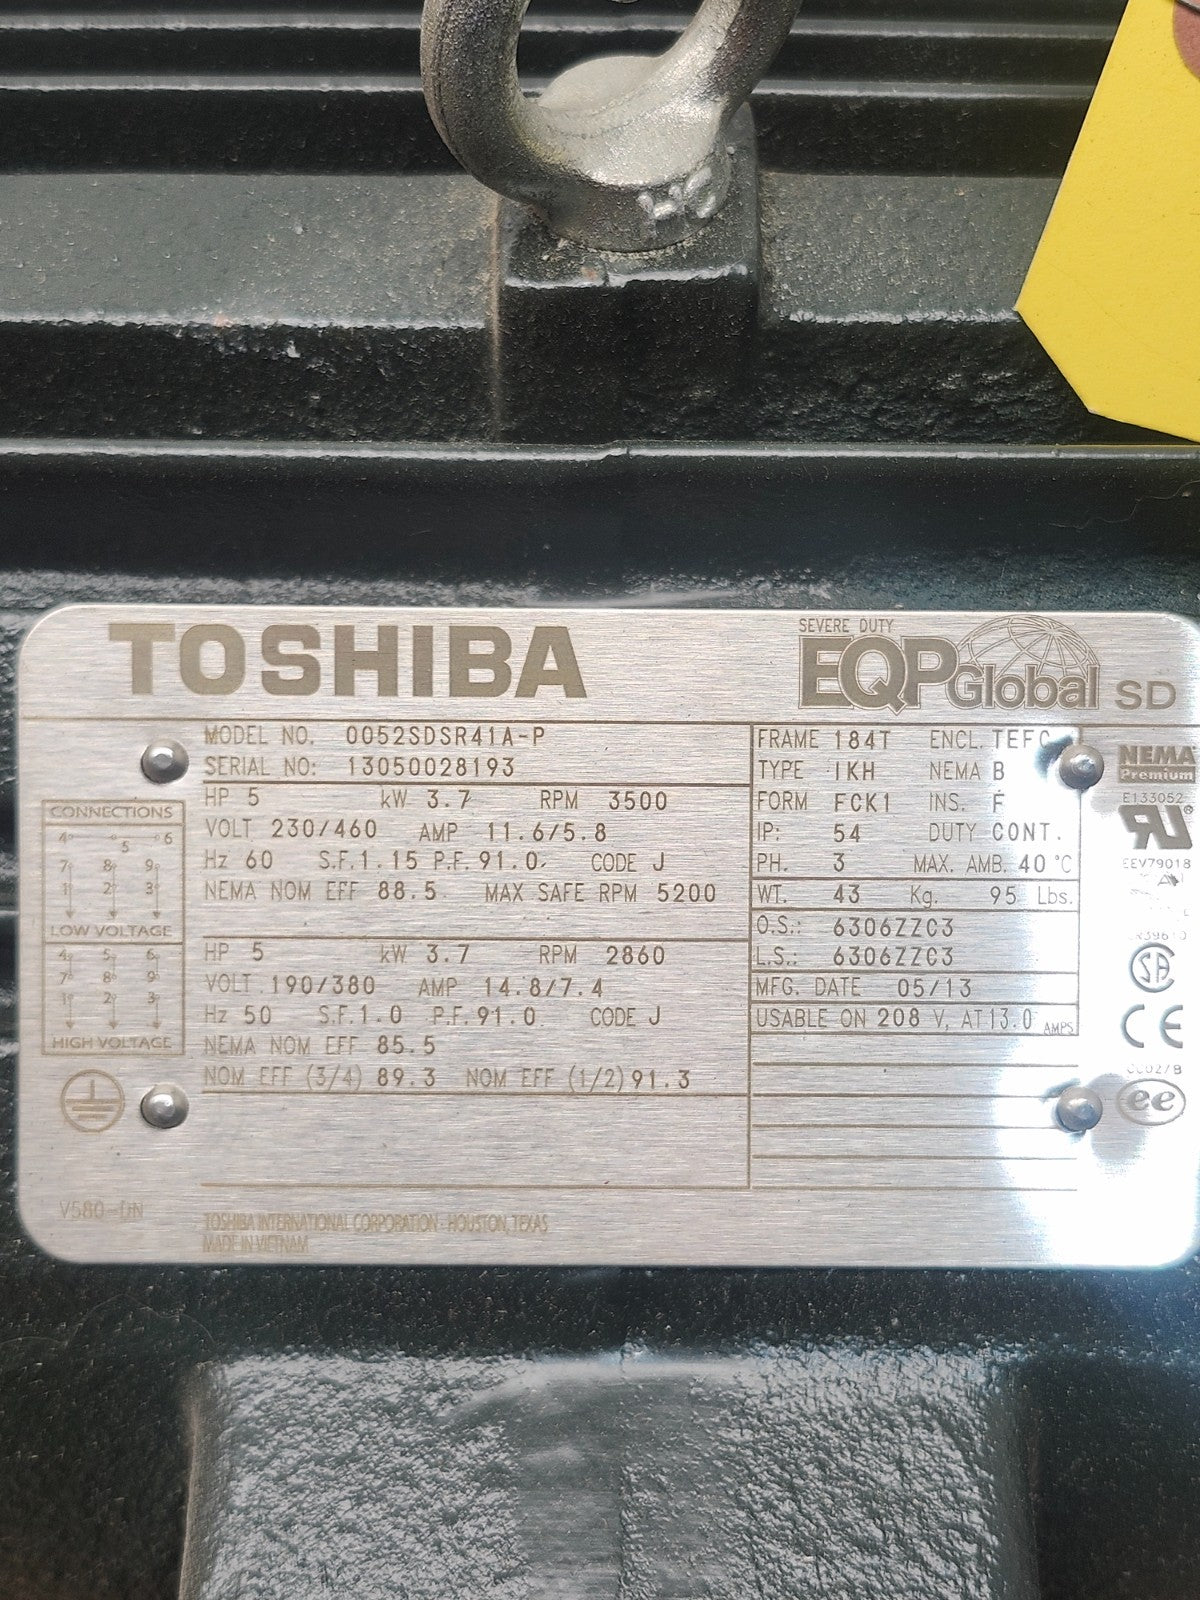 TOSHIBA
SEVERE DUTY
EQP Global SD
MODEL NO. 0052SDSR41A-P
SERIAL NO: 13050028193
HP 5 kW 3.7 RPM 3500
VOLT 230/460 AMP 11.6/5.8
Hz 60 S.F. 1.15 P.F. 91.0 CODE J
NEMA NOM EFF 88.5 MAX SAFE RPM 5200
HP 5 kW 3.7 RPM 2860
VOLT 190/380 AMP 14.8/7.4
Hz 50 S.F. 1.0 P.F. 91.0 CODE J
NEMA NOM EFF 85.5
NOM EFF (3/4) 89.3 NOM EFF (1/2) 91.3
FRAME 184T ENCL. TEFC
TYPE IKH NEMA B
FORM FCK1 INS. F
IP: 54 DUTY CONT.
PH. 3 MAX. AMB. 40 °C
WT. 43 Kg. 95 Lbs.
O.S.: 6306ZZC3
L.S.: 6306ZZC3
MFG. DATE 05/13
USABLE ON 208 V, AT 13.0 AMPS
CONNECTIONS
4 5 6
7 8 9
1 2 3
LOW VOLTAGE
4 5 6
7 8 9
1 2 3
HIGH VOLTAGE
NEMA
Premium
E133052
RU®
EEV79018
SA
CE
ee
TOSHIBA INTERNATIONAL CORPORATION - HOUSTON, TEXAS
MADE IN VIETNAM